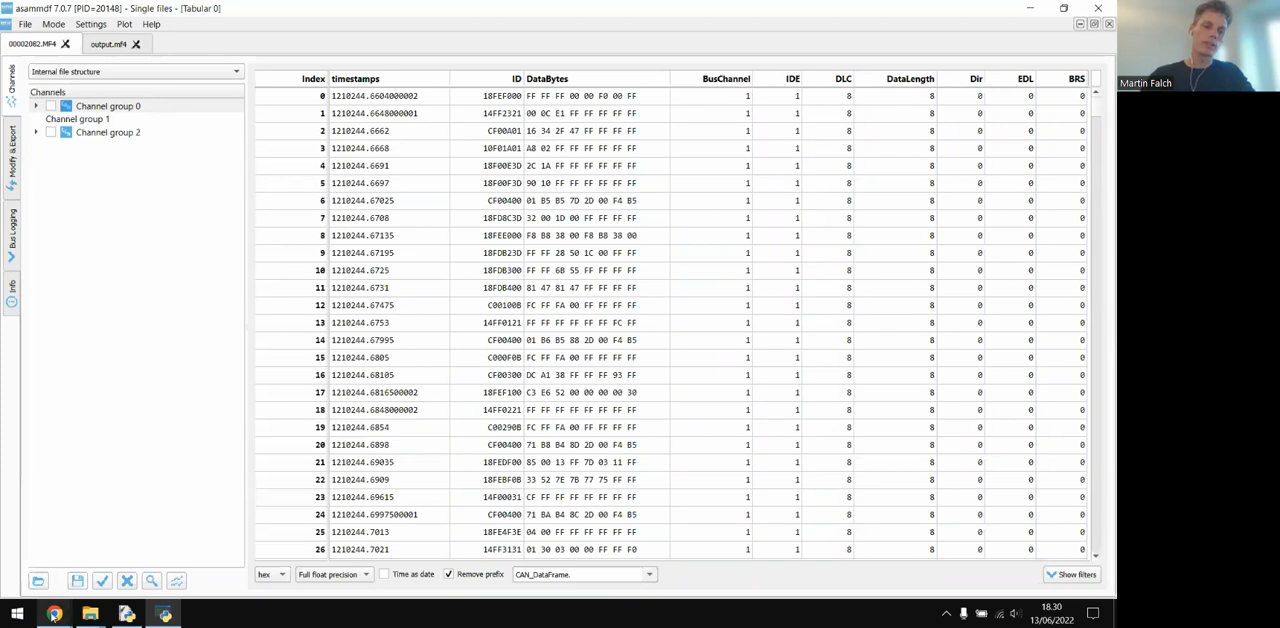 asammdf 7.0.7 [PID=20148] - Single files - [Tabular 0]
File Mode Settings Plot Help
00002082.MF4 output.mf4
Channels
Modify & Export
Bus Logging
Info
Internal file structure
Channels
Channel group 0
Channel group 1
Channel group 2
Index timestamps ID DataBytes BusChannel IDE DLC DataLength Dir EDL BRS
0 1210244.6604000002 18FEF000 FF FF FF 00 00 F0 00 FF 1 1 8 8 0 0 0
1 1210244.6648000001 14FF2321 00 0C E1 FF FF FF FF FF 1 1 8 8 0 0 0
2 1210244.6662 CF00A01 16 34 2F 47 FF FF FF FF 1 1 8 8 0 0 0
3 1210244.6668 10F01A01 A8 02 FF FF FF FF FF FF 1 1 8 8 0 0 0
4 1210244.6691 18F00E3D 2C 1A FF FF FF FF FF FF 1 1 8 8 0 0 0
5 1210244.6697 18F00F3D 90 10 FF FF FF FF FF FF 1 1 8 8 0 0 0
6 1210244.67025 CF00400 01 B5 B5 7D 2D 00 F4 B5 1 1 8 8 0 0 0
7 1210244.6708 18FD8C3D 32 00 1D 00 FF FF FF FF 1 1 8 8 0 0 0
8 1210244.67135 18FEE000 F8 B8 38 00 F8 B8 38 00 1 1 8 8 0 0 0
9 1210244.67195 18FDB23D FF FF 28 50 1C 00 FF FF 1 1 8 8 0 0 0
10 1210244.6725 18FDB300 FF FF 6B 55 FF FF FF FF 1 1 8 8 0 0 0
11 1210244.6731 18FDB400 81 47 81 47 FF FF FF FF 1 1 8 8 0 0 0
12 1210244.67475 C00100B FC FF FA 00 FF FF FF FF 1 1 8 8 0 0 0
13 1210244.6753 14FF0121 FF FF FF FF FF FF FC FF 1 1 8 8 0 0 0
14 1210244.67995 CF00400 01 B6 B5 88 2D 00 F4 B5 1 1 8 8 0 0 0
15 1210244.6805 C000F0B FC FF FA 00 FF FF FF FF 1 1 8 8 0 0 0
16 1210244.68105 CF00300 DC A1 38 FF FF FF 93 FF 1 1 8 8 0 0 0
17 1210244.6816500002 18FEF100 C3 E6 52 00 00 00 00 30 1 1 8 8 0 0 0
18 1210244.6848000002 14FF0221 FF FF FF FF FF FF FF FF 1 1 8 8 0 0 0
19 1210244.6854 C00290B FC FF FA 00 FF FF FF FF 1 1 8 8 0 0 0
20 1210244.6898 CF00400 71 B8 B4 8D 2D 00 F4 B5 1 1 8 8 0 0 0
21 1210244.69035 18FEDF00 85 00 13 FF 7D 03 11 FF 1 1 8 8 0 0 0
22 1210244.6909 18FEBF0B 33 52 7E 7B 77 75 FF FF 1 1 8 8 0 0 0
23 1210244.69615 14F00031 CF FF FF FF FF FF FF FF 1 1 8 8 0 0 0
24 1210244.6997500001 CF00400 71 BA B4 8C 2D 00 F4 B5 1 1 8 8 0 0 0
25 1210244.7013 18FE4F3E 04 00 FF FF FF FF FF FF 1 1 8 8 0 0 0
26 1210244.7021 14FF3131 01 30 03 00 00 FF FF F0 1 1 8 8 0 0 0
hex Full float precision Time as date Remove prefix CAN_DataFrame. Show filters
18.30
13/06/2022
Martin Falch